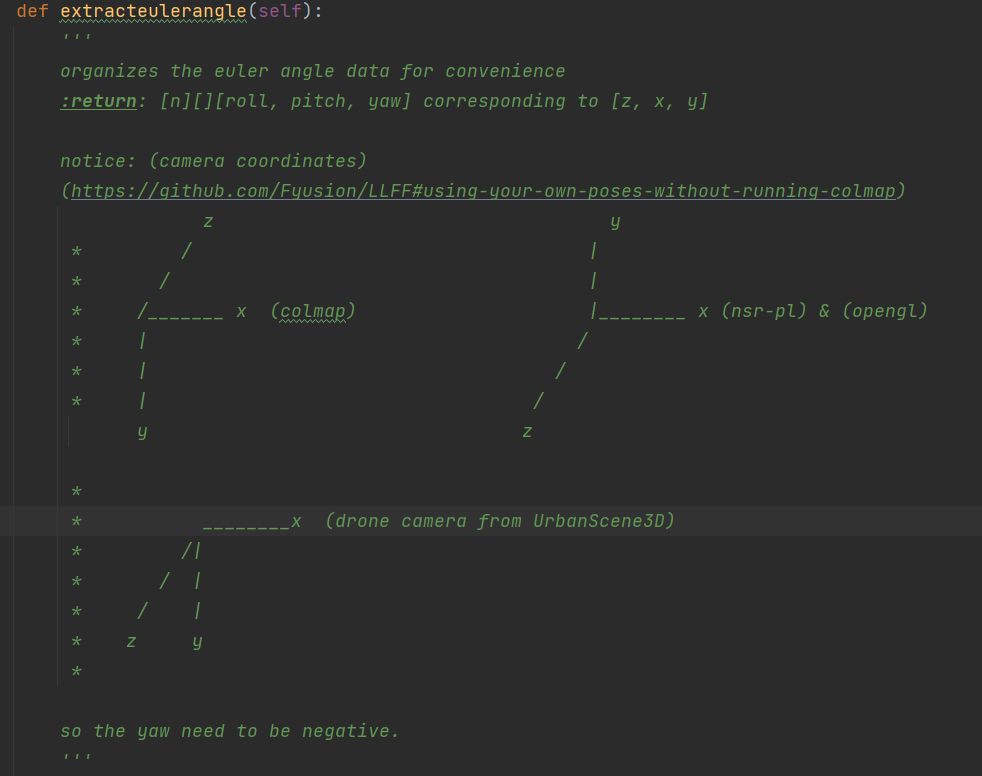 def extracteulerangle(self):
    '''
    organizes the euler angle data for convenience
    :return: [n][][roll, pitch, yaw] corresponding to [z, x, y]
    notice: (camera coordinates)
    (https://github.com/Fyusion/LLFF#using-your-own-poses-without-running-colmap)
                 z                                    y
     *         /                                    |
     *       /                                      |
     *     /_______ x  (colmap)                     |________ x (nsr-pl) & (opengl)
     *     |                                       /
     *     |                                     /
     *     |                                   /
           y                                  z
     *
     *           ________x  (drone camera from UrbanScene3D)
     *         /|
     *       /  |
     *     /    |
     *    z     y
     *
    so the yaw need to be negative.
    '''